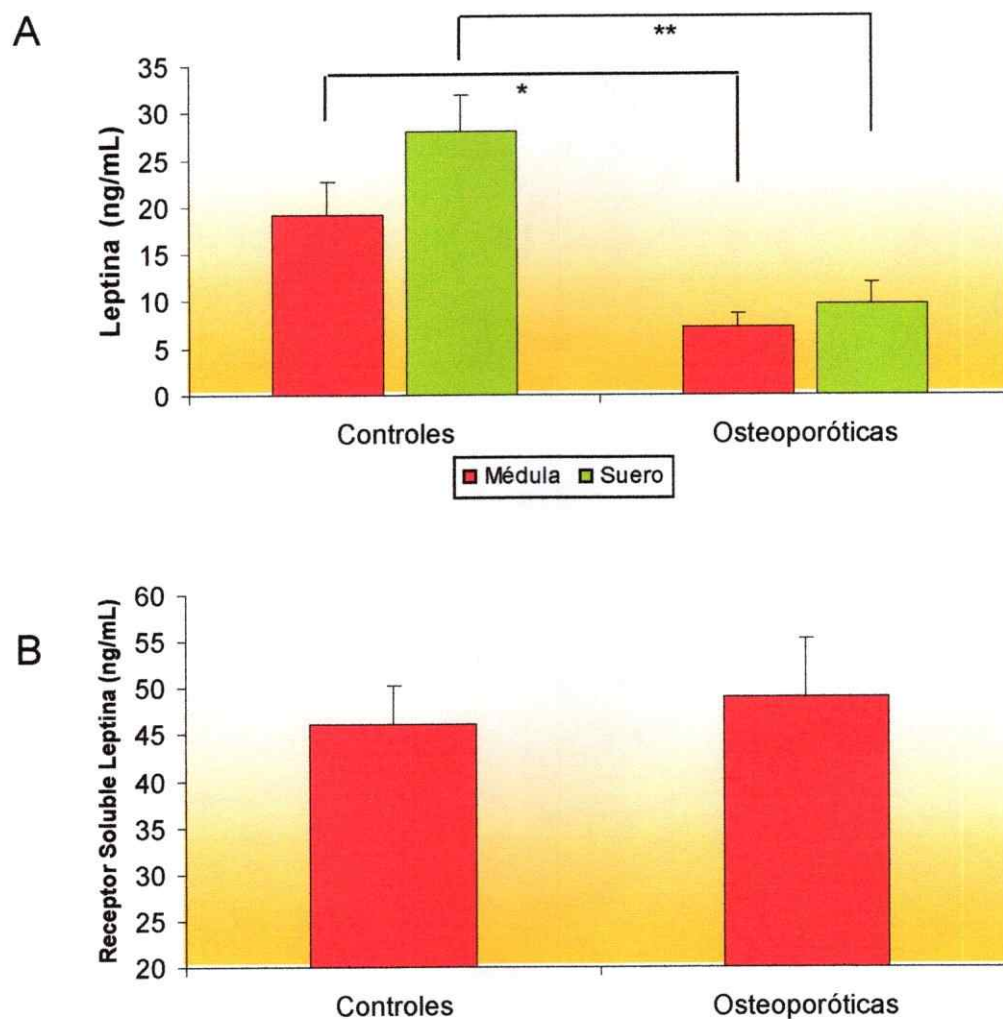 A
**
*
Leptina (ng/mL)
35
30
25
20
15
10
5
0
Controles
Osteoporóticas
Médula
Suero
B
Receptor Soluble Leptina (ng/mL)
60
55
50
45
40
35
30
25
20
Controles
Osteoporóticas